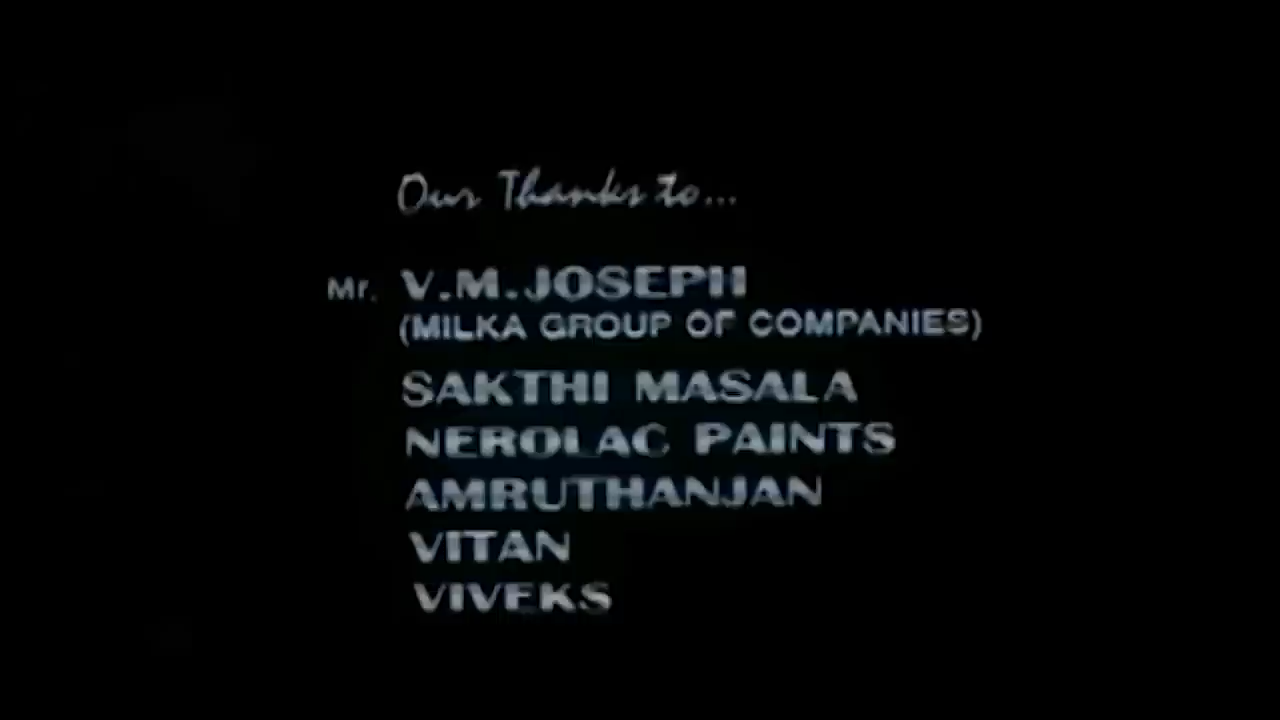 Our Thanks to...
Mr. V.M.JOSEPH
(MILKA GROUP OF COMPANIES)
SAKTHI MASALA
NEROLAC PAINTS
AMRUTHANJAN
VITAN
VIVEKS